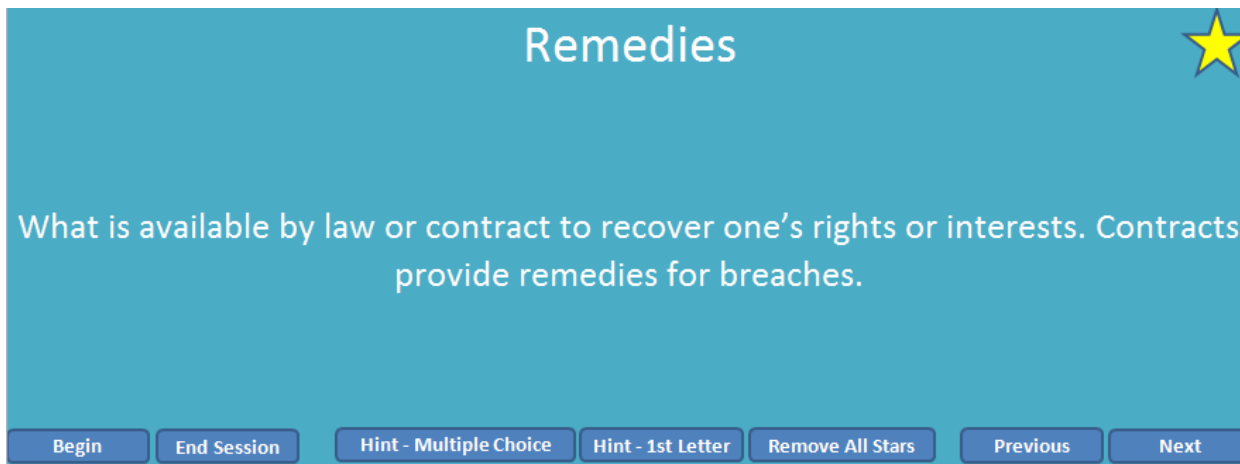 Remedies
What is available by law or contract to recover one’s rights or interests. Contracts
provide remedies for breaches.
Begin
End Session
Hint - Multiple Choice
Hint - 1st Letter
Remove All Stars
Previous
Next